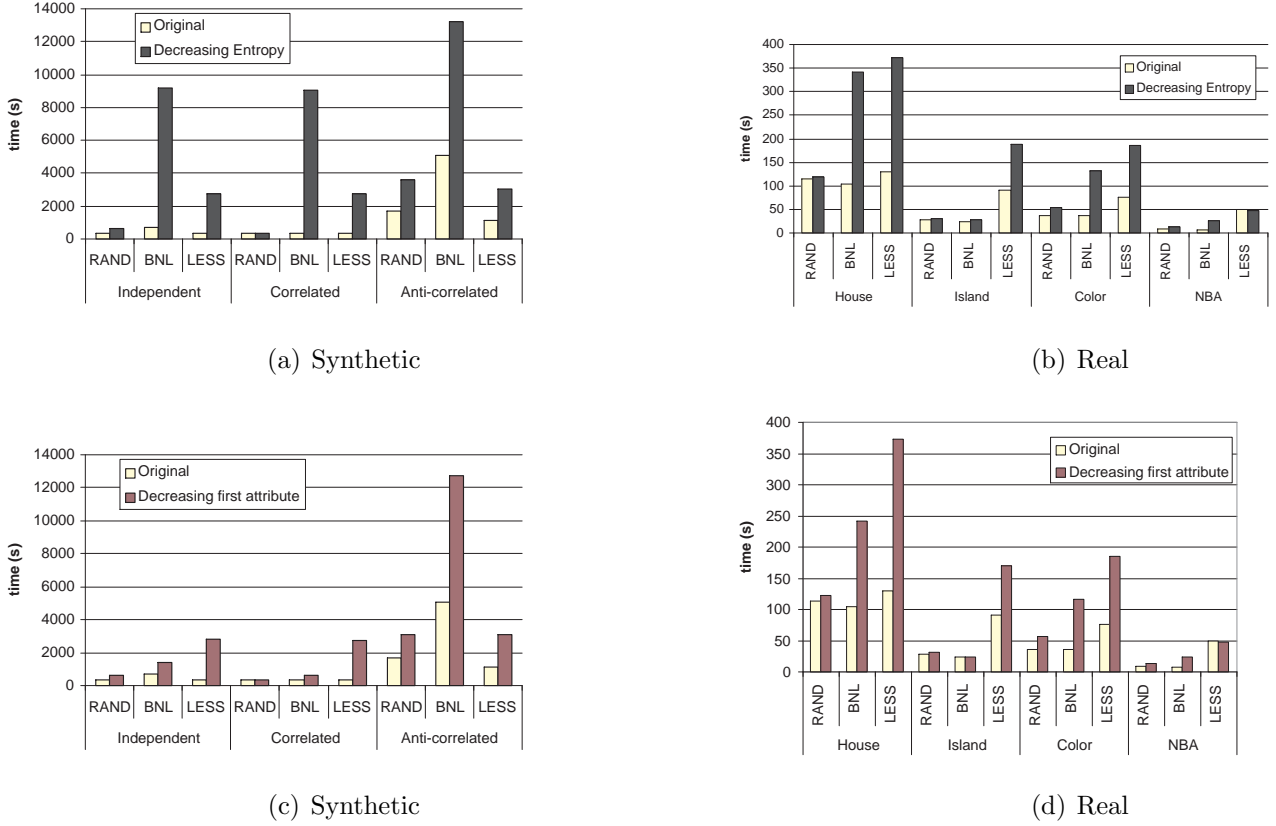 14000
12000
10000
8000
6000
4000
2000
0
time (s)
Original
Decreasing Entropy
RAND BNL LESS RAND BNL LESS RAND BNL LESS
Independent Correlated Anti-correlated
(a) Synthetic
400
350
300
250
200
150
100
50
0
time (s)
Original
Decreasing Entropy
RAND BNL LESS RAND BNL LESS RAND BNL LESS RAND BNL LESS
House Island Color NBA
(b) Real
14000
12000
10000
8000
6000
4000
2000
0
time (s)
Original
Decreasing first attribute
RAND BNL LESS RAND BNL LESS RAND BNL LESS
Independent Correlated Anti-correlated
(c) Synthetic
400
350
300
250
200
150
100
50
0
time (s)
Original
Decreasing first attribute
RAND BNL LESS RAND BNL LESS RAND BNL LESS RAND BNL LESS
House Island Color NBA
(d) Real